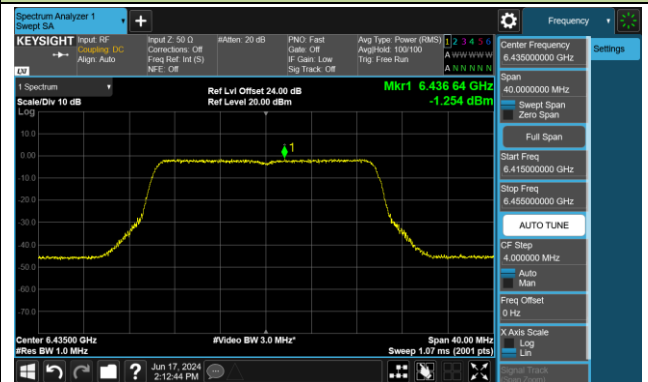 Spectrum Analyzer 1
Swept SA
+
Frequency
KEYSIGHT
Input: RF
Coupling: DC
Align: Auto
Input Z: 50 Ω
Corrections: Off
Freq Ref: Int (S)
NFE: Off
#Atten: 20 dB
PNO: Fast
Gate: Off
IF Gain: Low
Sig Track: Off
Avg Type: Power (RMS)
Avg|Hold: 100/100
Trig: Free Run
1 2 3 4 5 6
A W W W W W
A N N N N N
LXI
1 Spectrum
Scale/Div 10 dB
Log
Ref Lvl Offset 24.00 dB
Ref Level 20.00 dBm
Mkr1 6.436 64 GHz
-1.254 dBm
10.0
0.00
-10.0
-20.0
-30.0
-40.0
-50.0
-60.0
-70.0
1
Center 6.43500 GHz
#Res BW 1.0 MHz
#Video BW 3.0 MHz*
Span 40.00 MHz
Sweep 1.07 ms (2001 pts)
Center Frequency
6.435000000 GHz
Settings
Span
40.0000000 MHz
Swept Span
Zero Span
Full Span
Start Freq
6.415000000 GHz
Stop Freq
6.455000000 GHz
AUTO TUNE
CF Step
4.000000 MHz
Auto
Man
Freq Offset
0 Hz
X Axis Scale
Log
Lin
Signal Track
(Span Zoom)
?
Jun 17, 2024
2:12:44 PM